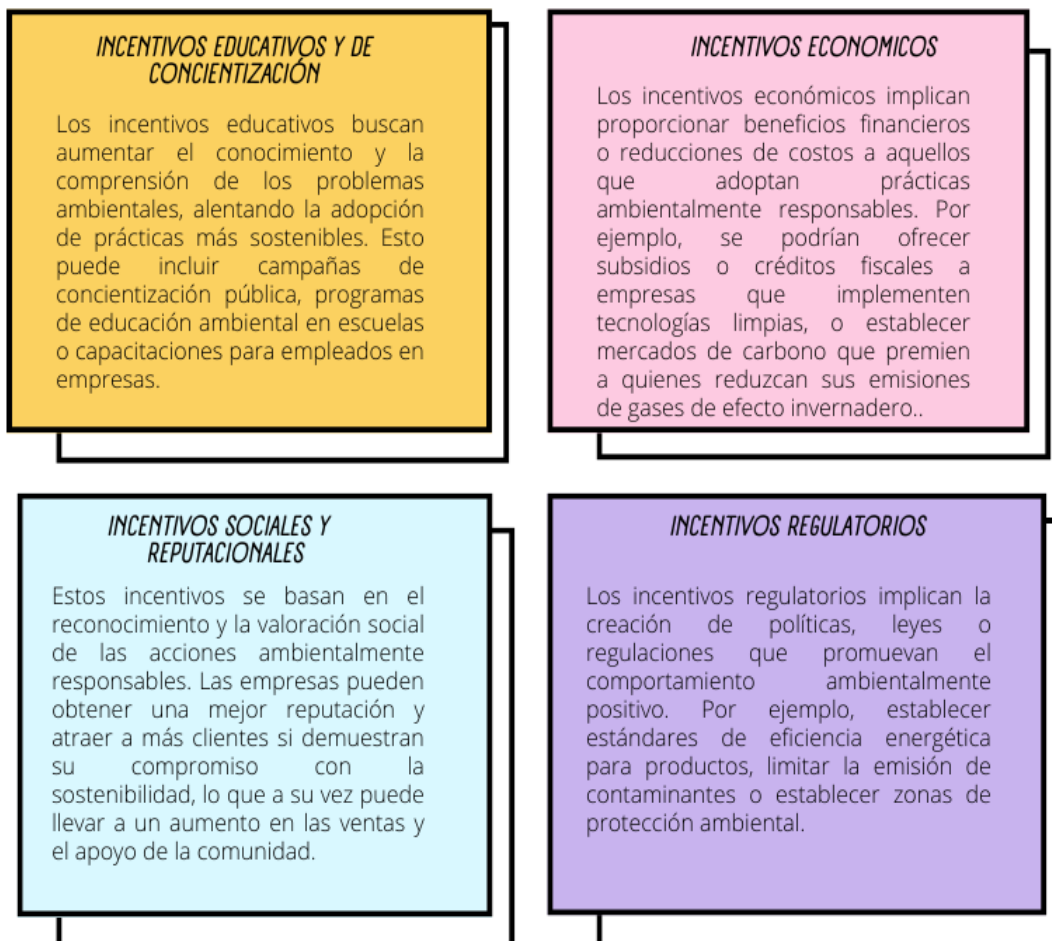 INCENTIVOS EDUCATIVOS Y DE
CONCIENTIZACIÓN
Los incentivos educativos buscan
aumentar el conocimiento y la
comprensión de los problemas
ambientales, alentando la adopción
de prácticas más sostenibles. Esto
puede incluir campañas de
concientización pública, programas
de educación ambiental en escuelas
o capacitaciones para empleados en
empresas.
INCENTIVOS ECONOMICOS
Los incentivos económicos implican
proporcionar beneficios financieros
o reducciones de costos a aquellos
que adoptan prácticas
ambientalmente responsables. Por
ejemplo, se podrían ofrecer
subsidios o créditos fiscales a
empresas que implementen
tecnologías limpias, o establecer
mercados de carbono que premien
a quienes reduzcan sus emisiones
de gases de efecto invernadero..
INCENTIVOS SOCIALES Y
REPUTACIONALES
Estos incentivos se basan en el
reconocimiento y la valoración social
de las acciones ambientalmente
responsables. Las empresas pueden
obtener una mejor reputación y
atraer a más clientes si demuestran
su compromiso con la
sostenibilidad, lo que a su vez puede
llevar a un aumento en las ventas y
el apoyo de la comunidad.
INCENTIVOS REGULATORIOS
Los incentivos regulatorios implican la
creación de políticas, leyes o
regulaciones que promuevan el
comportamiento ambientalmente
positivo. Por ejemplo, establecer
estándares de eficiencia energética
para productos, limitar la emisión de
contaminantes o establecer zonas de
protección ambiental.